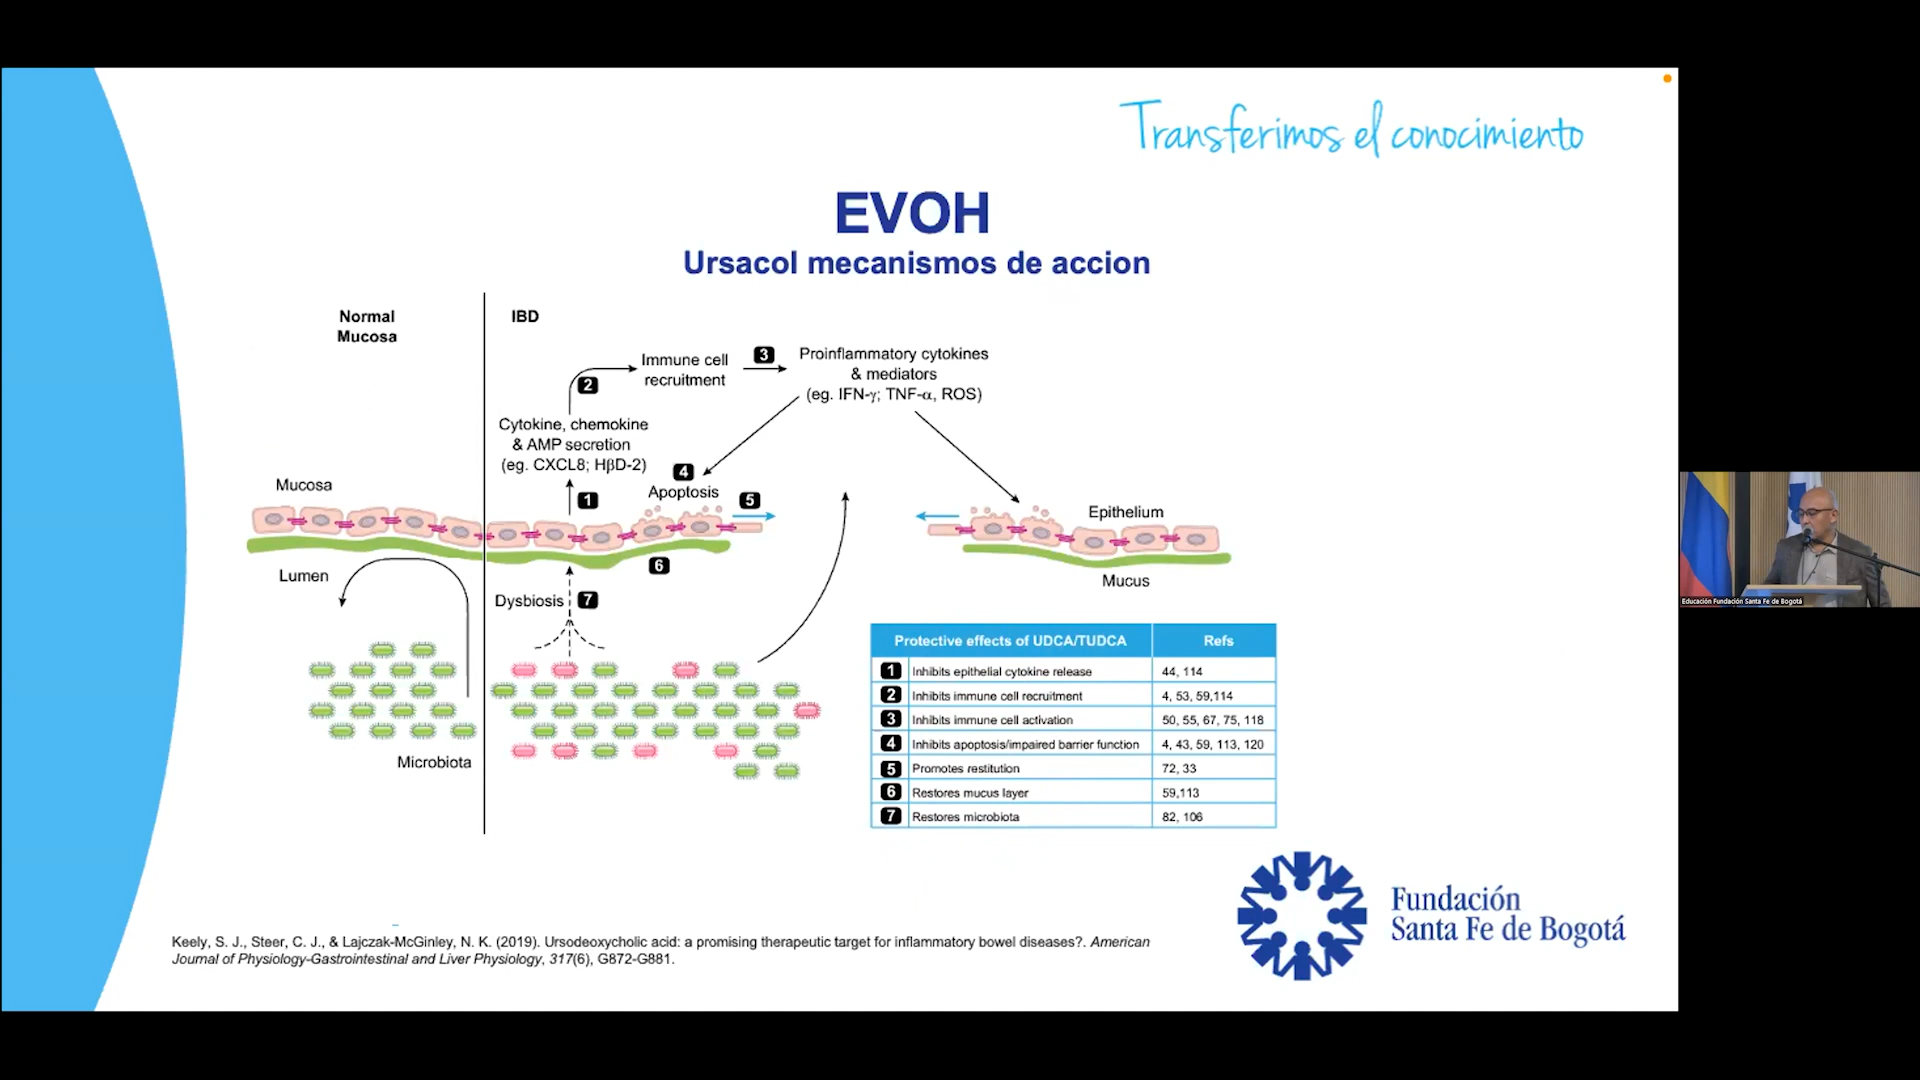 Transferimos el conocimiento
EVOH
Ursacol mecanismos de accion
Normal
Mucosa
IBD
Immune cell
recruitment
3
Proinflammatory cytokines
& mediators
(eg. IFN-γ; TNF-α, ROS)
2
Cytokine, chemokine
& AMP secretion
(eg. CXCL8; HβD-2)
4
Apoptosis
5
1
Mucosa
Epithelium
Lumen
6
Mucus
Dysbiosis
7
Microbiota
Protective effects of UDCA/TUDCA Refs
1 Inhibits epithelial cytokine release 44, 114
2 Inhibits immune cell recruitment 4, 53, 59,114
3 Inhibits immune cell activation 50, 55, 67, 75, 118
4 Inhibits apoptosis/impaired barrier function 4, 43, 59, 113, 120
5 Promotes restitution 72, 33
6 Restores mucus layer 59,113
7 Restores microbiota 82, 106
Fundación
Santa Fe de Bogotá
Keely, S. J., Steer, C. J., & Lajczak-McGinley, N. K. (2019). Ursodeoxycholic acid: a promising therapeutic target for inflammatory bowel diseases?. American
Journal of Physiology-Gastrointestinal and Liver Physiology, 317(6), G872-G881.
Educación Fundación Santa Fe de Bogotá